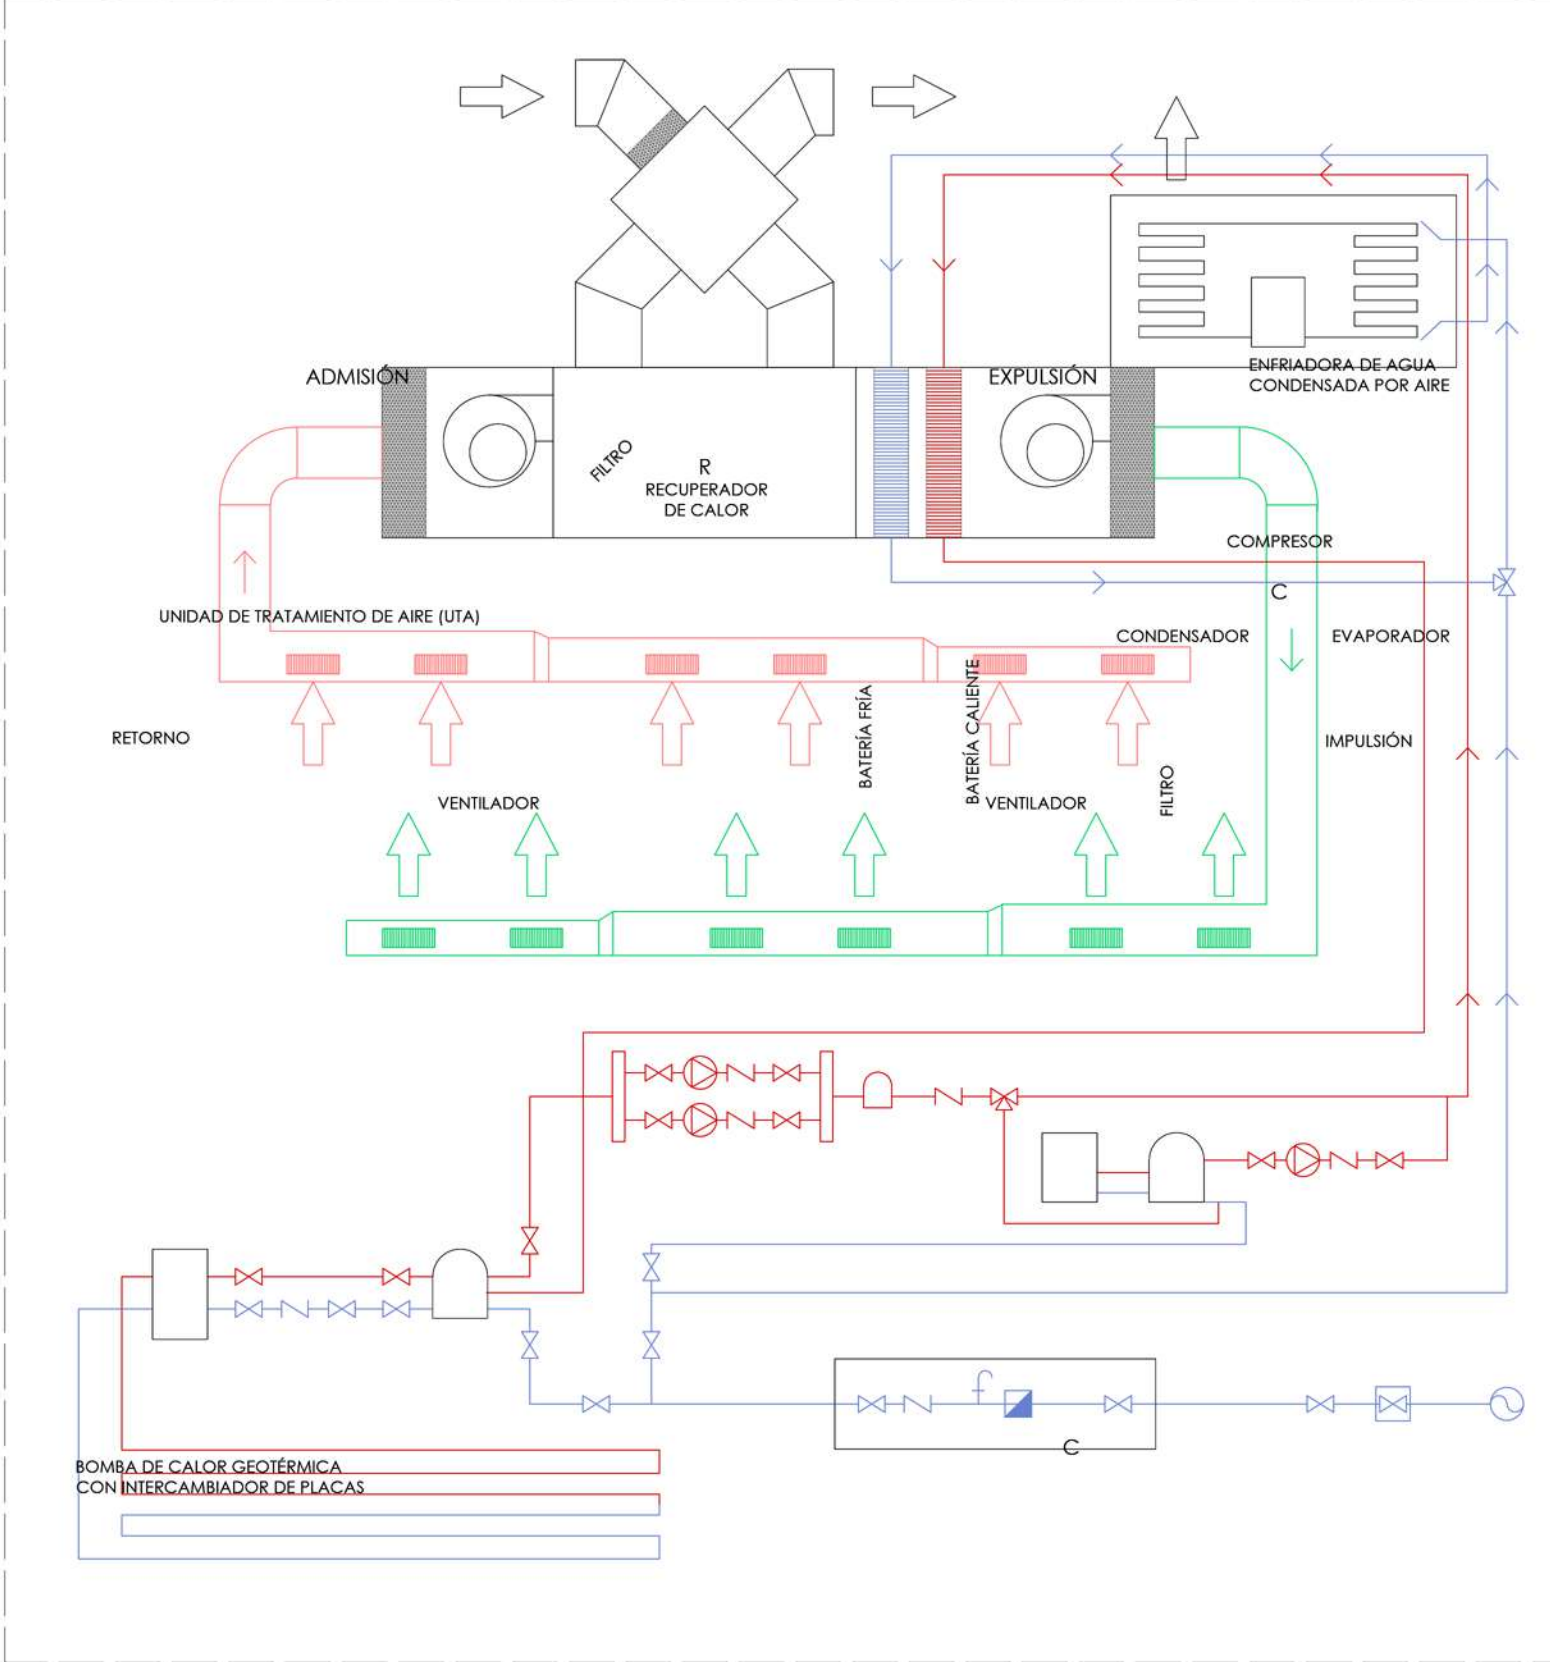 ENFRIADORA DE AGUA
CONDENSADA POR AIRE
ADMISIÓN
EXPULSIÓN
FILTRO
R
RECUPERADOR
DE CALOR
COMPRESOR
C
UNIDAD DE TRATAMIENTO DE AIRE (UTA)
CONDENSADOR
EVAPORADOR
RETORNO
BATERÍA FRÍA
BATERÍA CALIENTE
IMPULSIÓN
VENTILADOR
VENTILADOR
FILTRO
C
BOMBA DE CALOR GEOTÉRMICA
CON INTERCAMBIADOR DE PLACAS